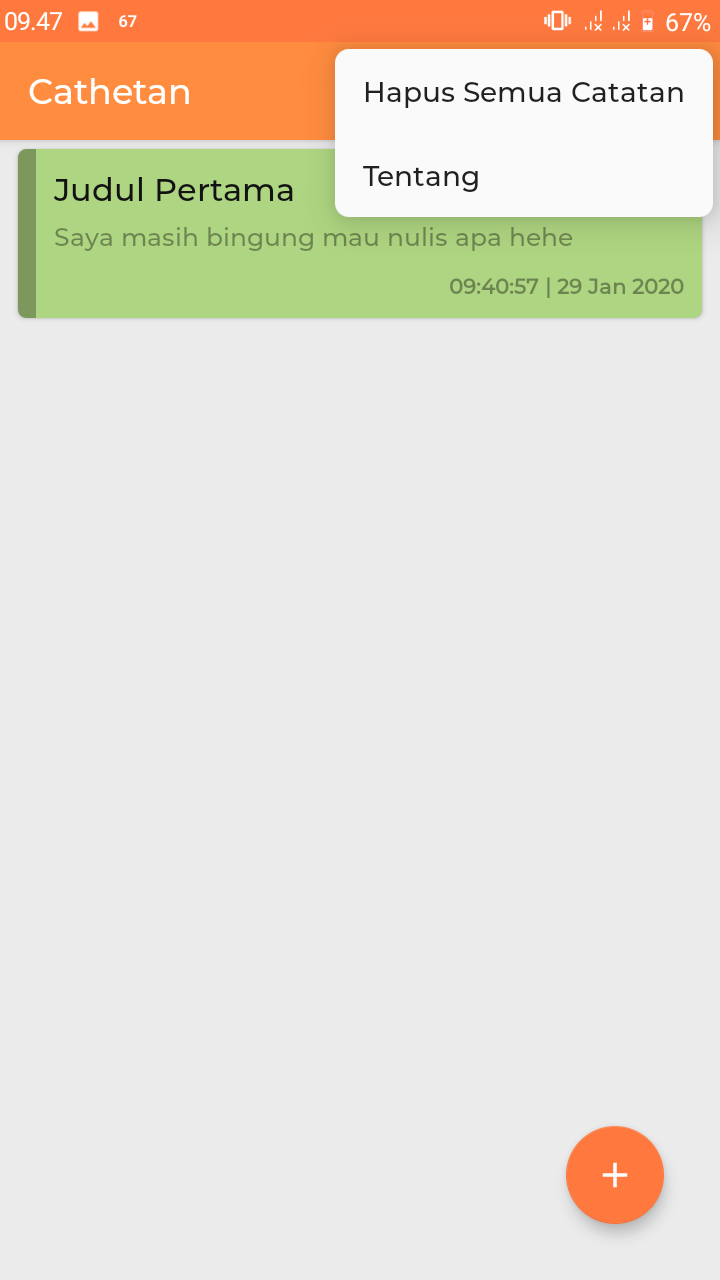 09.47 67 67%
Cathetan
Hapus Semua Catatan
Tentang
Judul Pertama
Saya masih bingung mau nulis apa hehe
09:40:57 | 29 Jan 2020
+